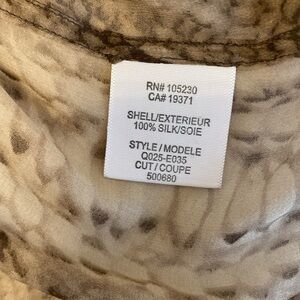 RN# 105230
CA# 19371
SHELL/EXTERIEUR
100% SILK/SOIE
STYLE/MODELE
Q025-E035
CUT/COUPE
500680